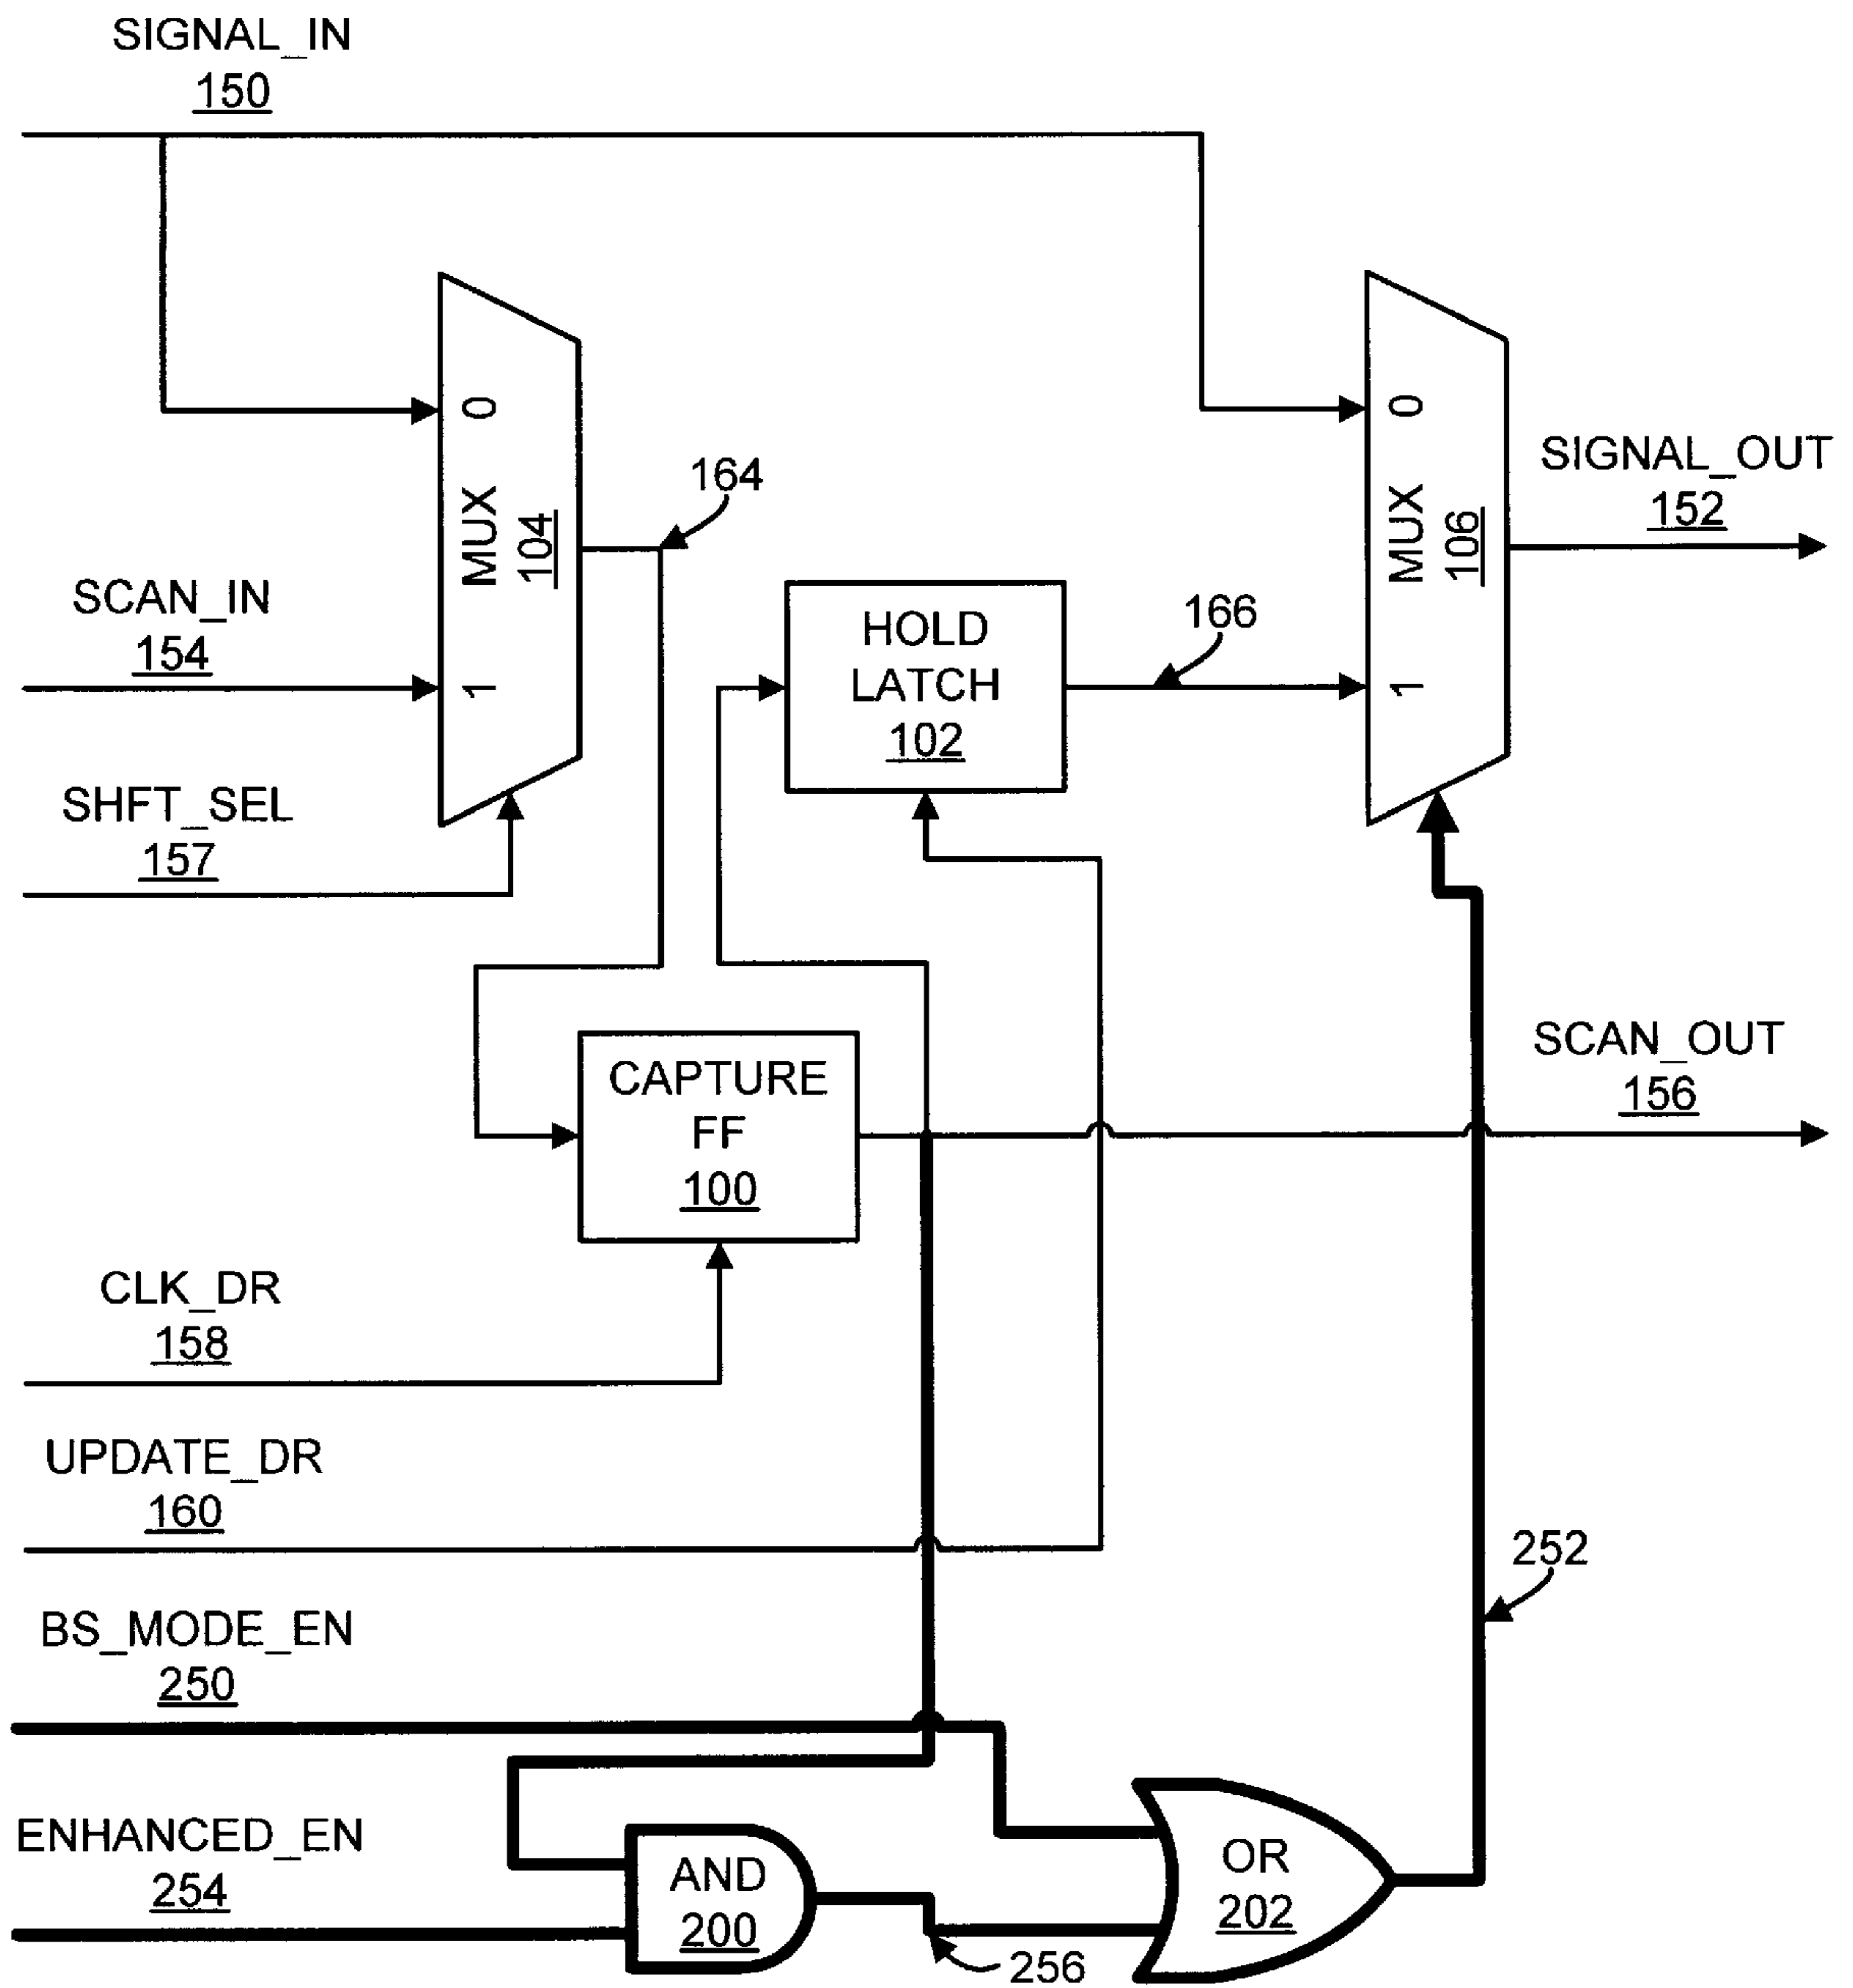 SIGNAL_IN
150
0
0
164
SIGNAL_OUT
152
MUX
104
MUX
106
SCAN_IN
154
HOLD
LATCH
102
166
1
1
SHFT_SEL
157
CAPTURE
FF
100
SCAN_OUT
156
CLK_DR
158
UPDATE_DR
160
252
BS_MODE_EN
250
ENHANCED_EN
254
AND
200
OR
202
256